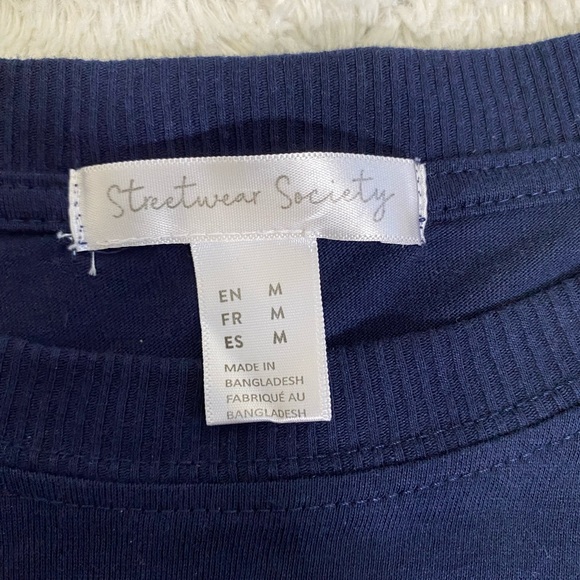 Streetwear Society
EN M
FR M
ES M
MADE IN
BANGLADESH
FABRIQUÉ AU
BANGLADESH